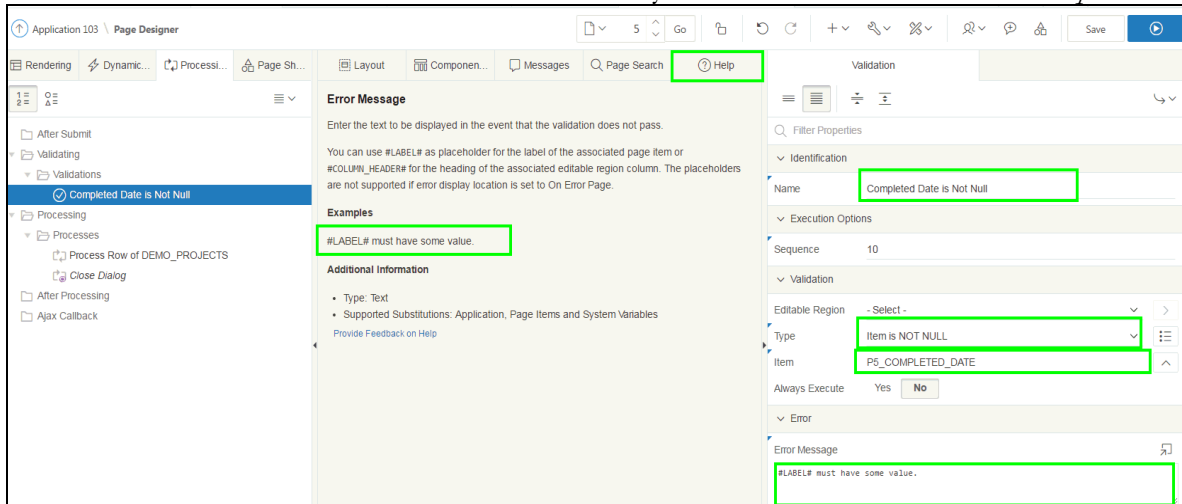 Application 103 \ Page Designer
5
Go
Save
Rendering
Dynamic...
Processi...
Page Sh...
Layout
Componen...
Messages
Page Search
Help
Validation
After Submit
Validating
Validations
Completed Date is Not Null
Processing
Processes
Process Row of DEMO_PROJECTS
Close Dialog
After Processing
Ajax Callback
Error Message
Enter the text to be displayed in the event that the validation does not pass.
You can use #LABEL# as placeholder for the label of the associated page item or
#COLUMN_HEADER# for the heading of the associated editable region column. The placeholders
are not supported if error display location is set to On Error Page.
Examples
#LABEL# must have some value.
Additional Information
• Type: Text
• Supported Substitutions: Application, Page Items and System Variables
Provide Feedback on Help
Filter Properties
Identification
Name Completed Date is Not Null
Execution Options
Sequence 10
Validation
Editable Region - Select -
Type Item is NOT NULL
Item P5_COMPLETED_DATE
Always Execute Yes No
Error
Error Message
#LABEL# must have some value.